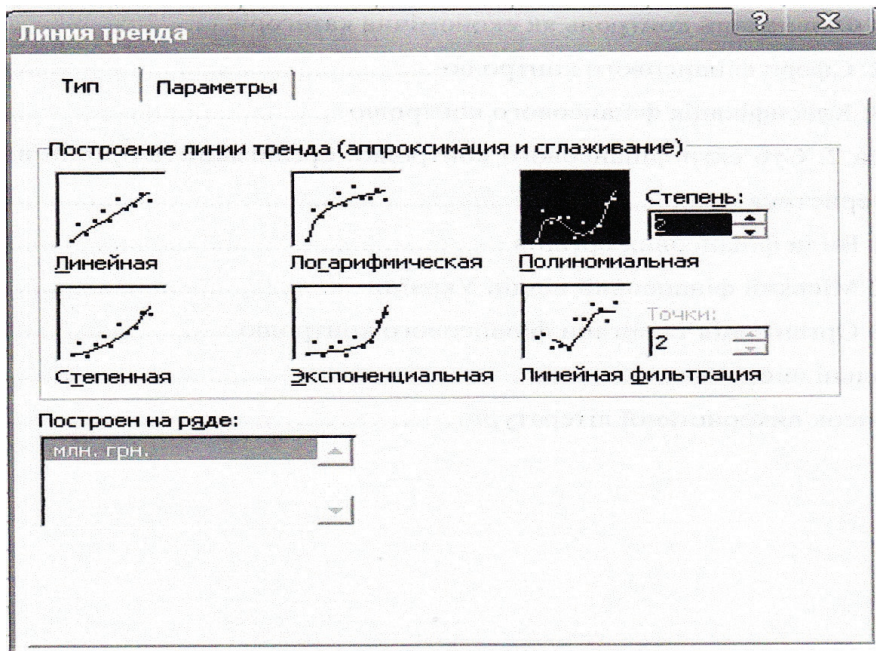 Линия тренда
Тип Параметры
Построение линии тренда (аппроксимация и сглаживание)
Степень:
2
Линейная Логарифмическая Полиномиальная
Точки:
2
Степенная Экспоненциальная Линейная фильтрация
Построен на ряде:
млн. грн.